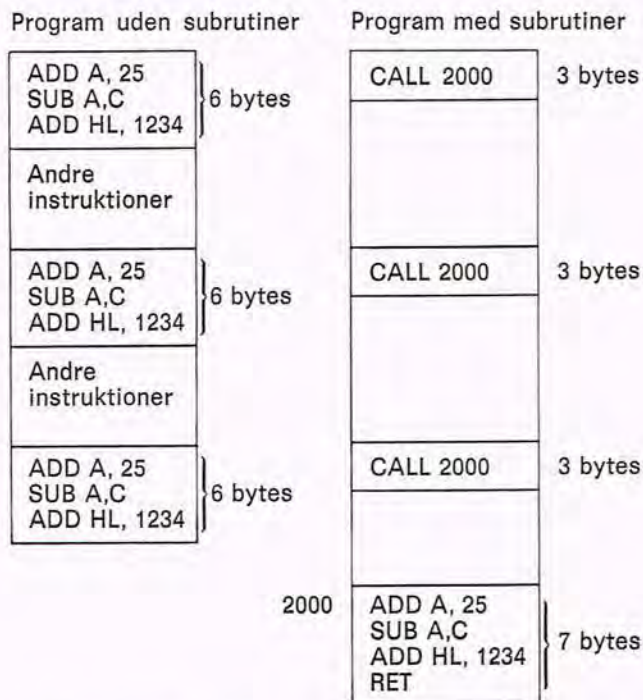 Program uden subrutiner
ADD A, 25
SUB A,C
ADD HL, 1234
6 bytes
Andre
instruktioner
ADD A, 25
SUB A,C
ADD HL, 1234
6 bytes
Andre
instruktioner
ADD A, 25
SUB A,C
ADD HL, 1234
6 bytes
Program med subrutiner
CALL 2000
3 bytes
CALL 2000
3 bytes
CALL 2000
3 bytes
2000
ADD A, 25
SUB A,C
ADD HL, 1234
RET
7 bytes